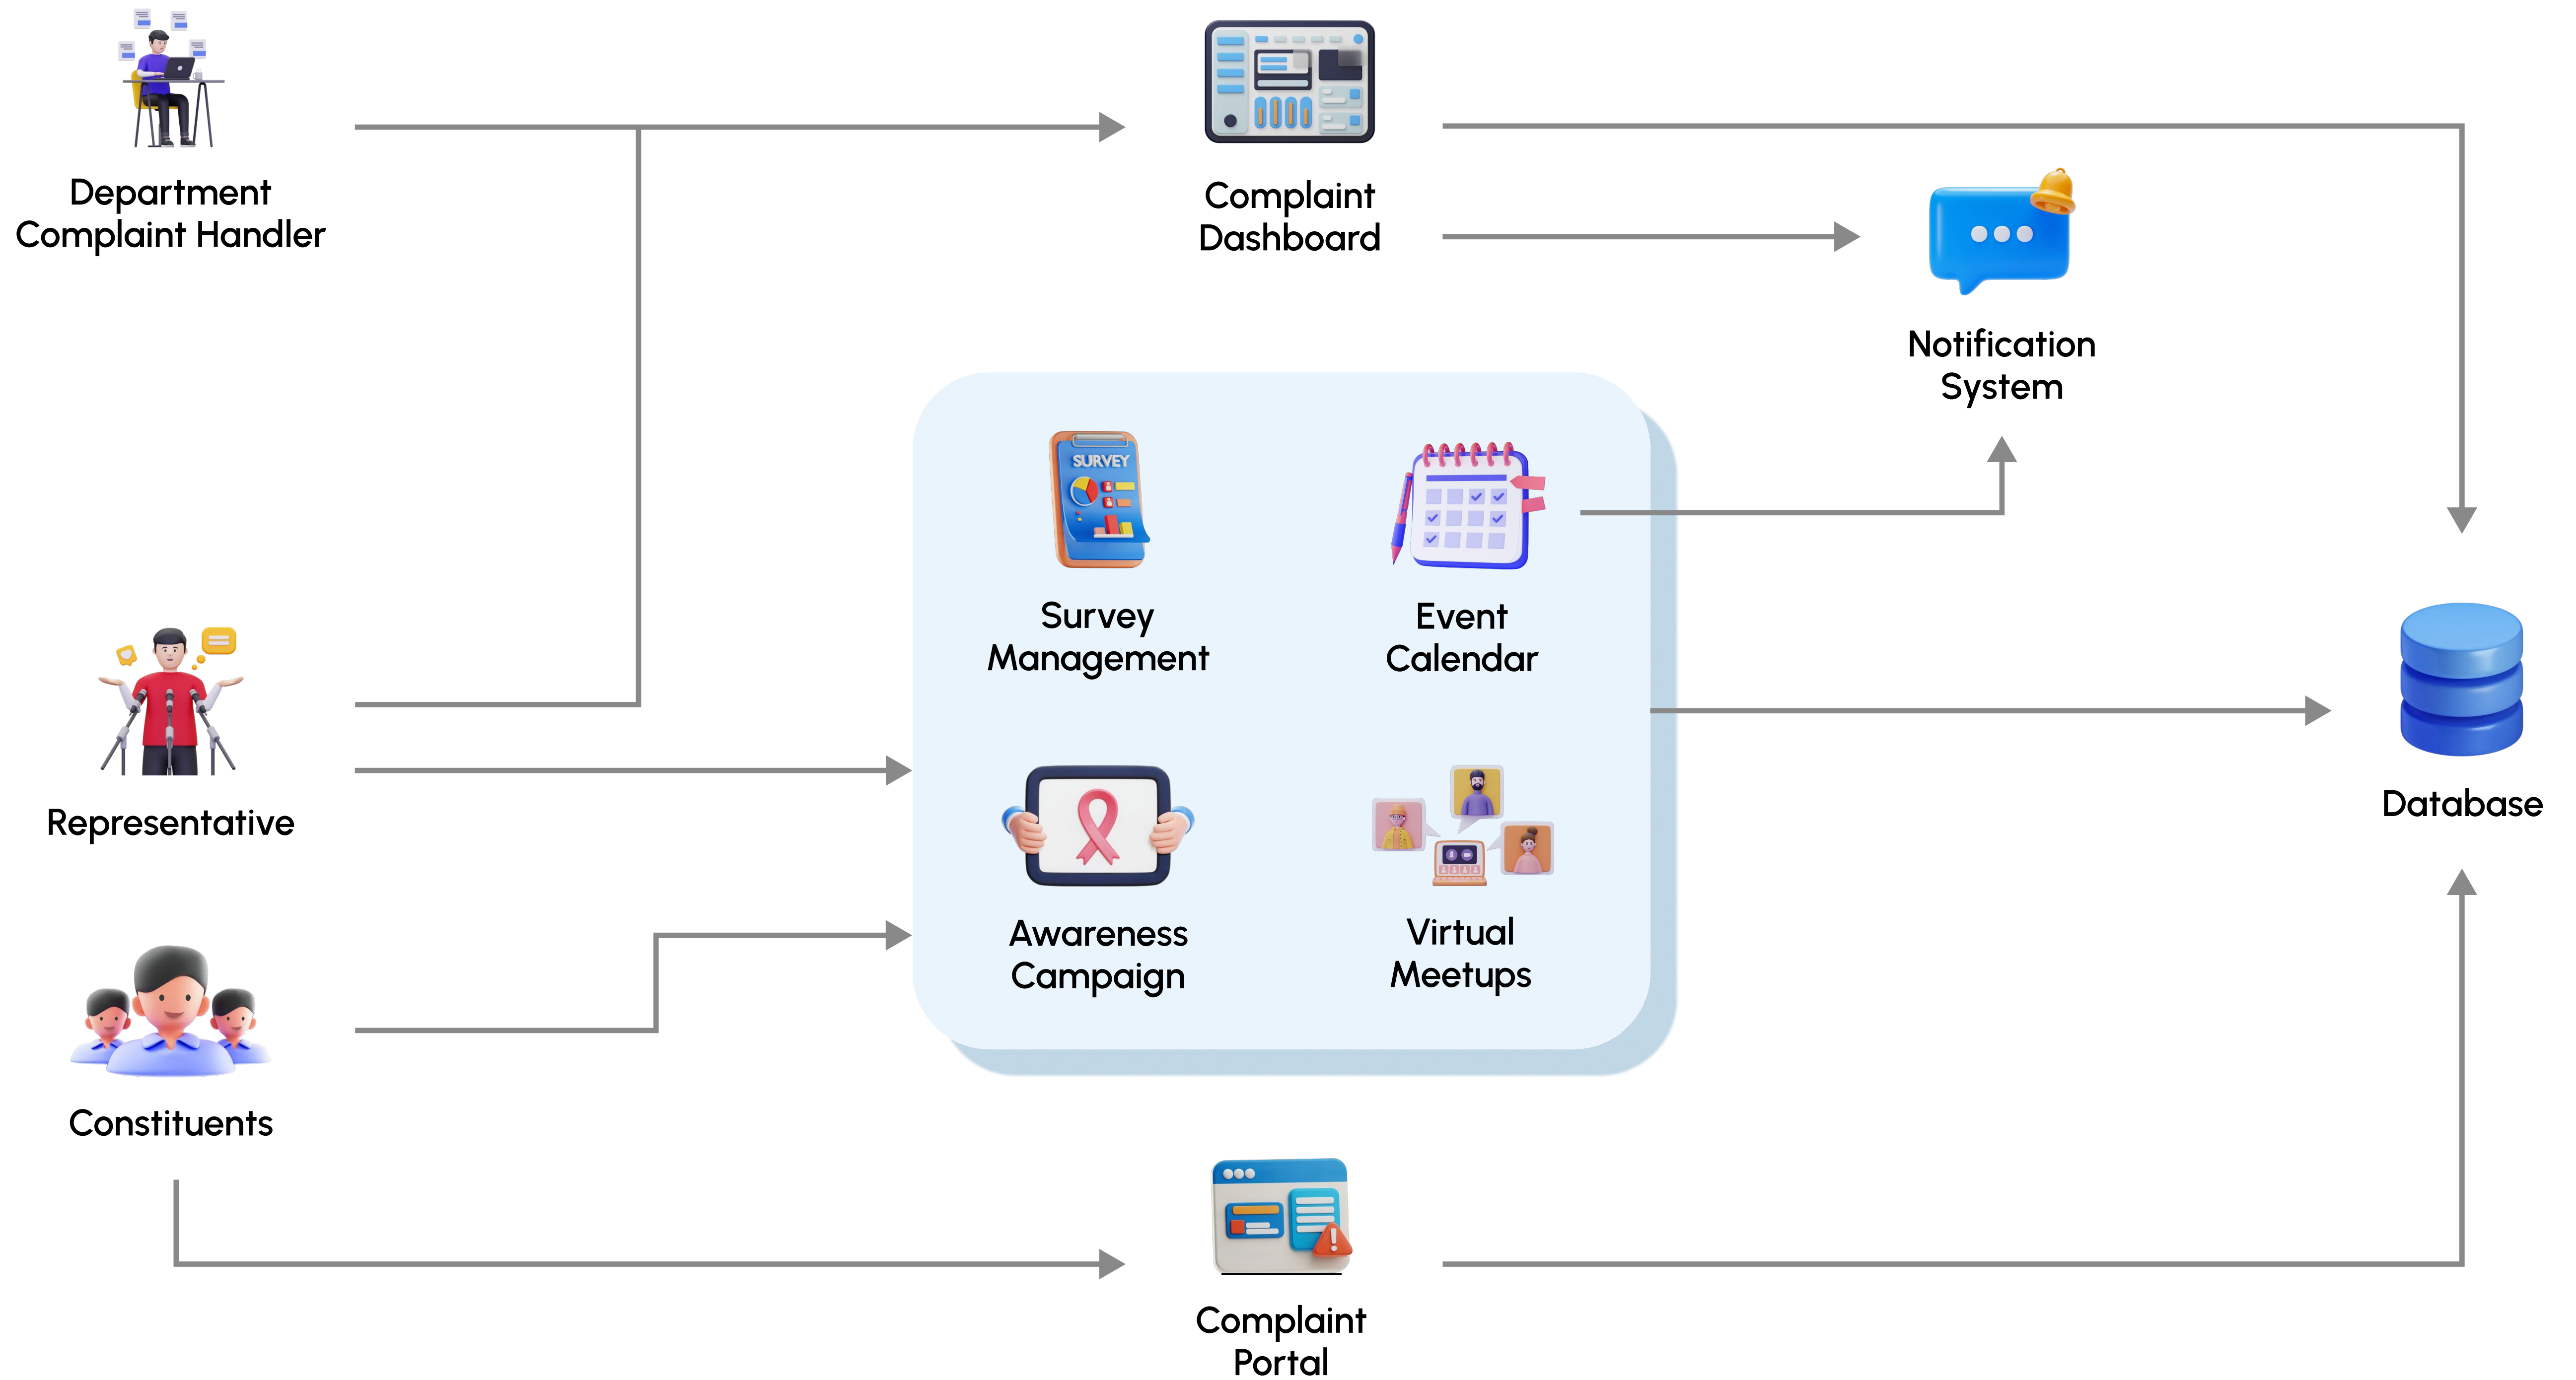 Department
Complaint Handler
Complaint
Dashboard
Notification
System
SURVEY
Survey
Management
Event
Calendar
Representative
Database
Awareness
Campaign
Virtual
Meetups
Constituents
Complaint
Portal